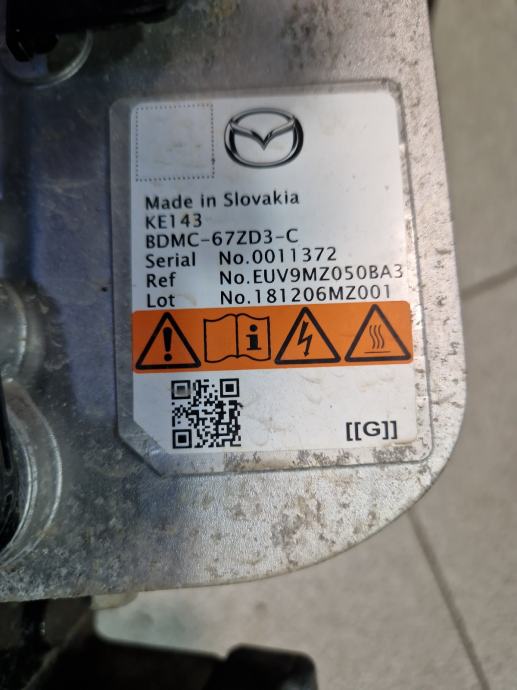 Made in Slovakia
KE143
BDMC-67ZD3-C
Serial No.0011372
Ref No.EUV9MZ050BA3
Lot No.181206MZ001
[[G]]